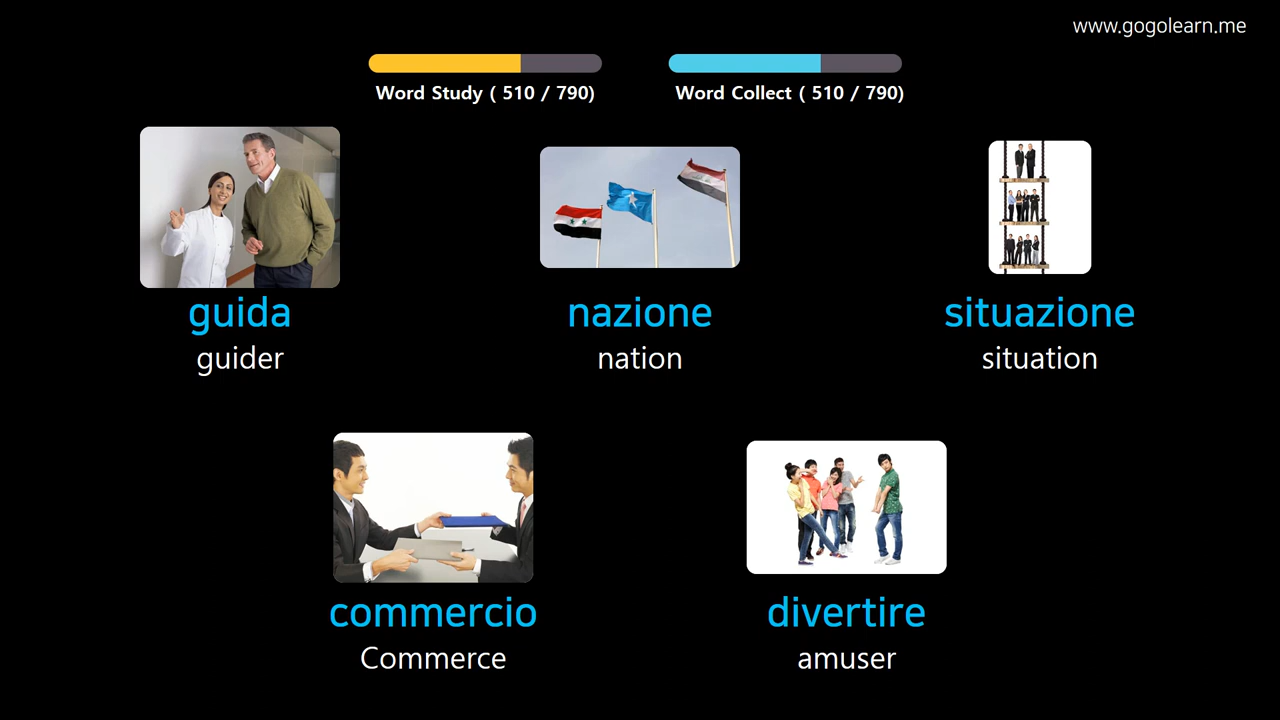 www.gogolearn.me
Word Study ( 510 / 790)
Word Collect ( 510 / 790)
guida
guider
nazione
nation
situazione
situation
commercio
Commerce
divertire
amuser